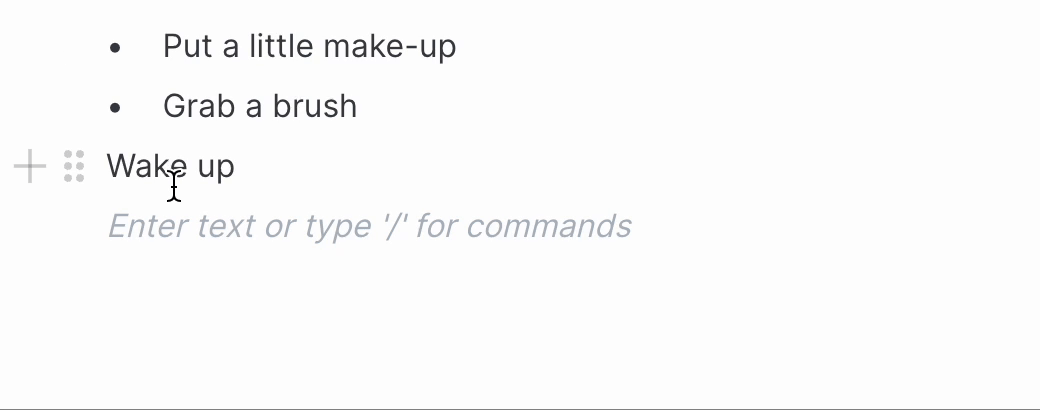 • Put a little make-up
• Grab a brush
Wake up
Enter text or type '/' for commands